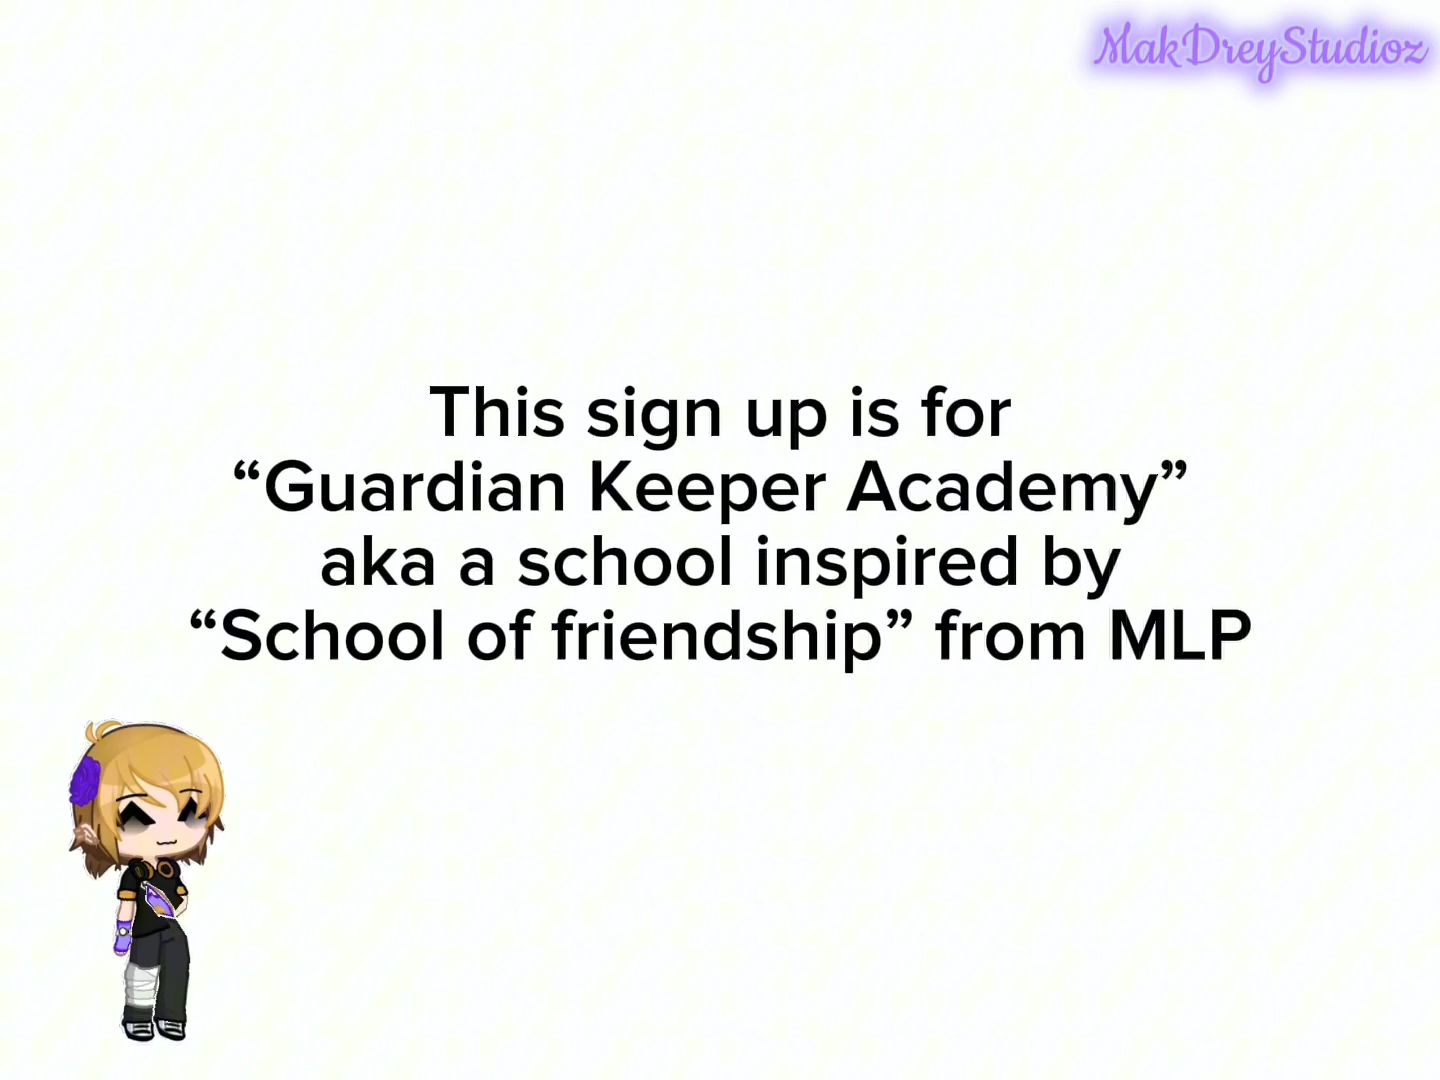 MakDreyStudioz
This sign up is for
“Guardian Keeper Academy”
aka a school inspired by
“School of friendship” from MLP